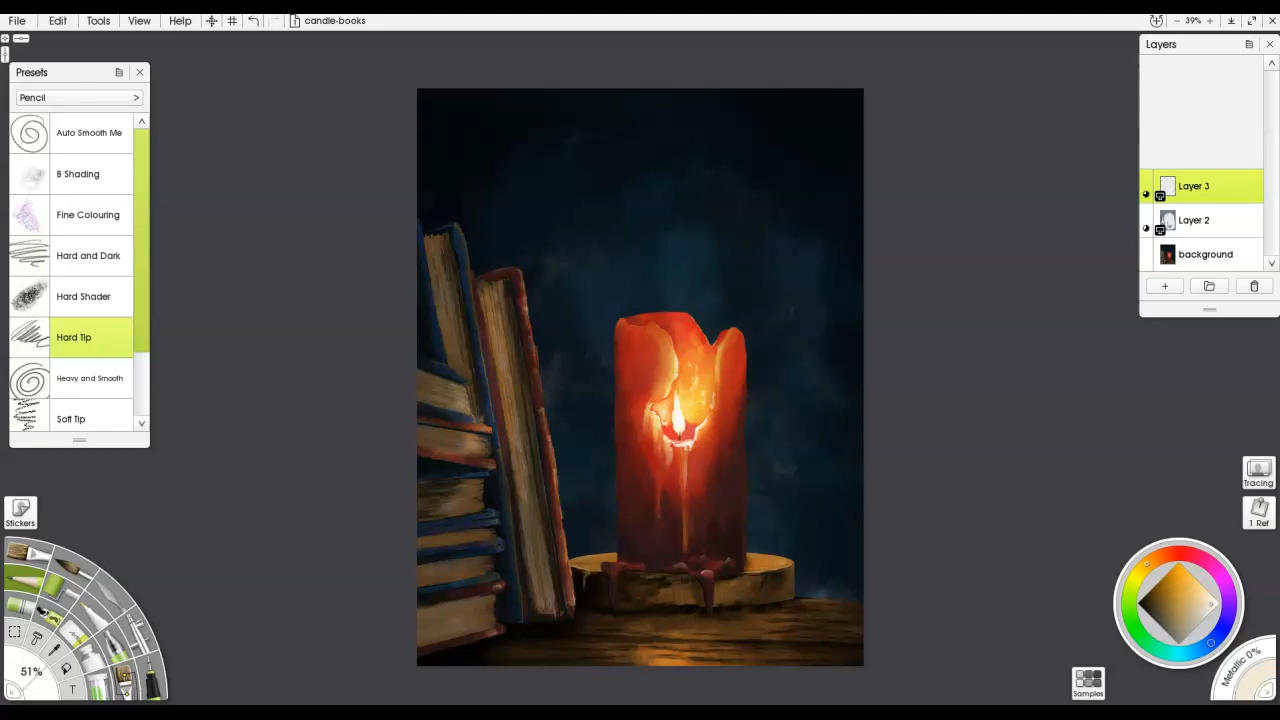 File Edit Tools View Help candle-books 39%
Presets
Pencil >
Auto Smooth Me
B Shading
Fine Colouring
Hard and Dark
Hard Shader
Hard Tip
Heavy and Smooth
Soft Tip
Stickers
51%
T
Layers
Layer 3
Layer 2
background
Tracing
1 Ref
Samples
Metallic 0%